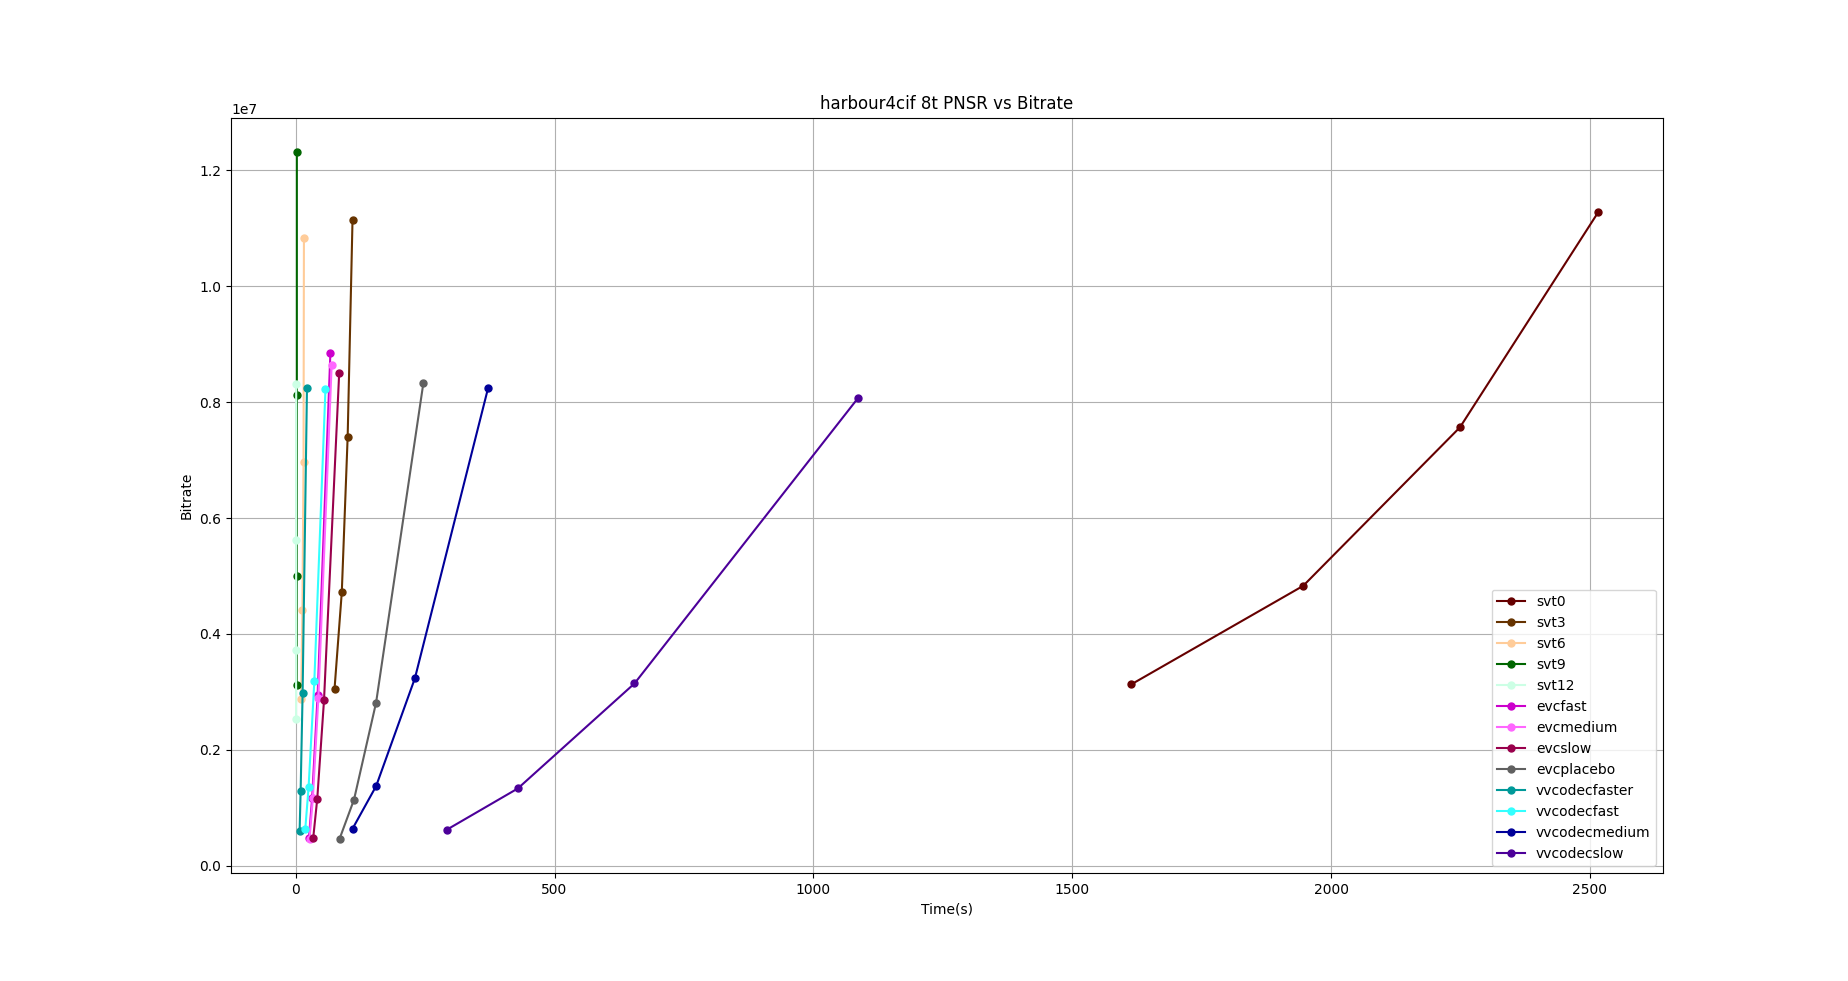 harbour4cif 8t PNSR vs Bitrate
1e7
1.2
1.0
0.8
0.6
0.4
0.2
0.0
Bitrate
0 500 1000 1500 2000 2500
Time(s)
svt0
svt3
svt6
svt9
svt12
evcfast
evcmedium
evcslow
evcplacebo
vvcodecfaster
vvcodecfast
vvcodecmedium
vvcodecslow